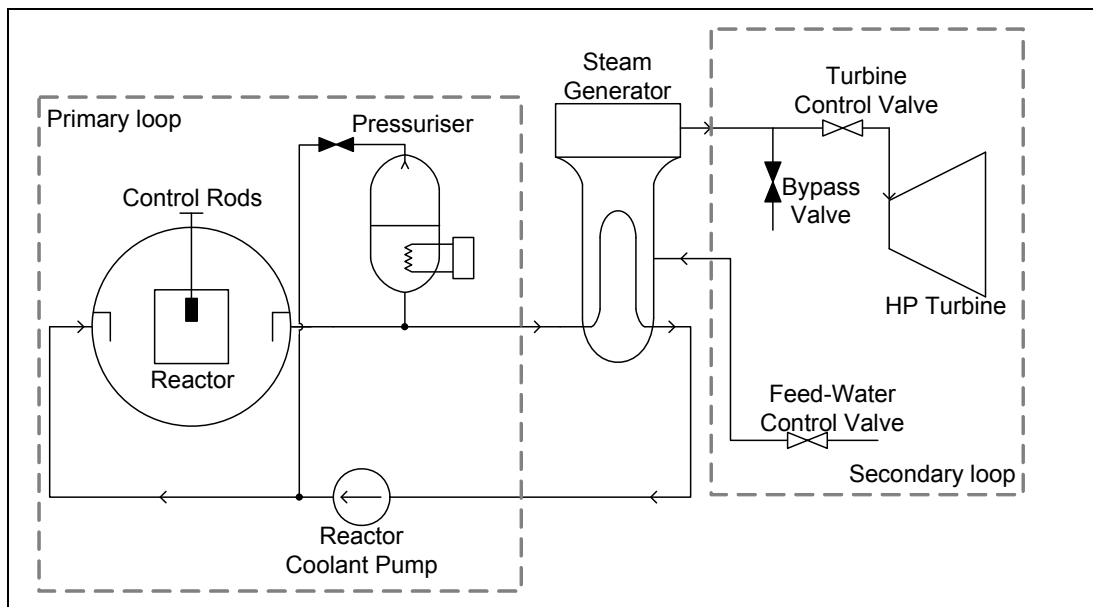 Primary loop
Pressuriser
Control Rods
Reactor
Reactor
Coolant Pump
Steam
Generator
Turbine
Control Valve
Bypass
Valve
HP Turbine
Feed-Water
Control Valve
Secondary loop